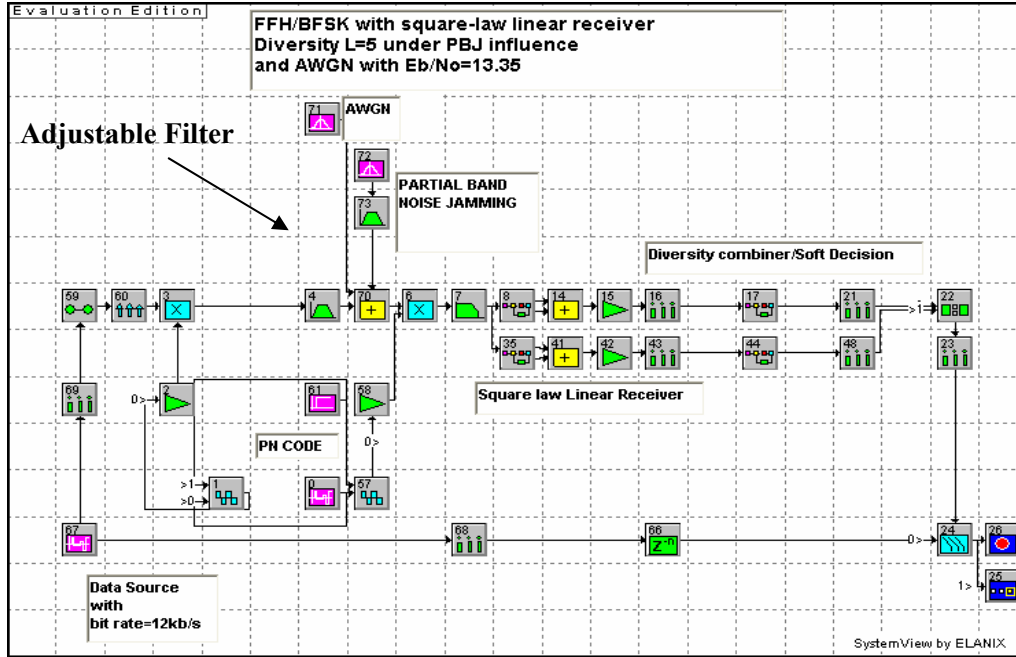 Evaluation Edition
FFH/BFSK with square-law linear receiver
Diversity L=5 under PBJ influence
and AWGN with Eb/No=13.35
71
AWGN
Adjustable Filter
72
PARTIAL BAND
NOISE JAMMING
73
Diversity combiner/Soft Decision
59 60 3 4 70 6 7 8 14 15 16 17 21 >1 22
35 41 42 43 44 48 23
69 0> 2 61 58
Square law Linear Receiver
0>
PN CODE
>1
>0
1 0 57
67 68 66 Z-n 0> 24 26
1> 25
Data Source
with
bit rate=12kb/s
SystemView by ELANIX